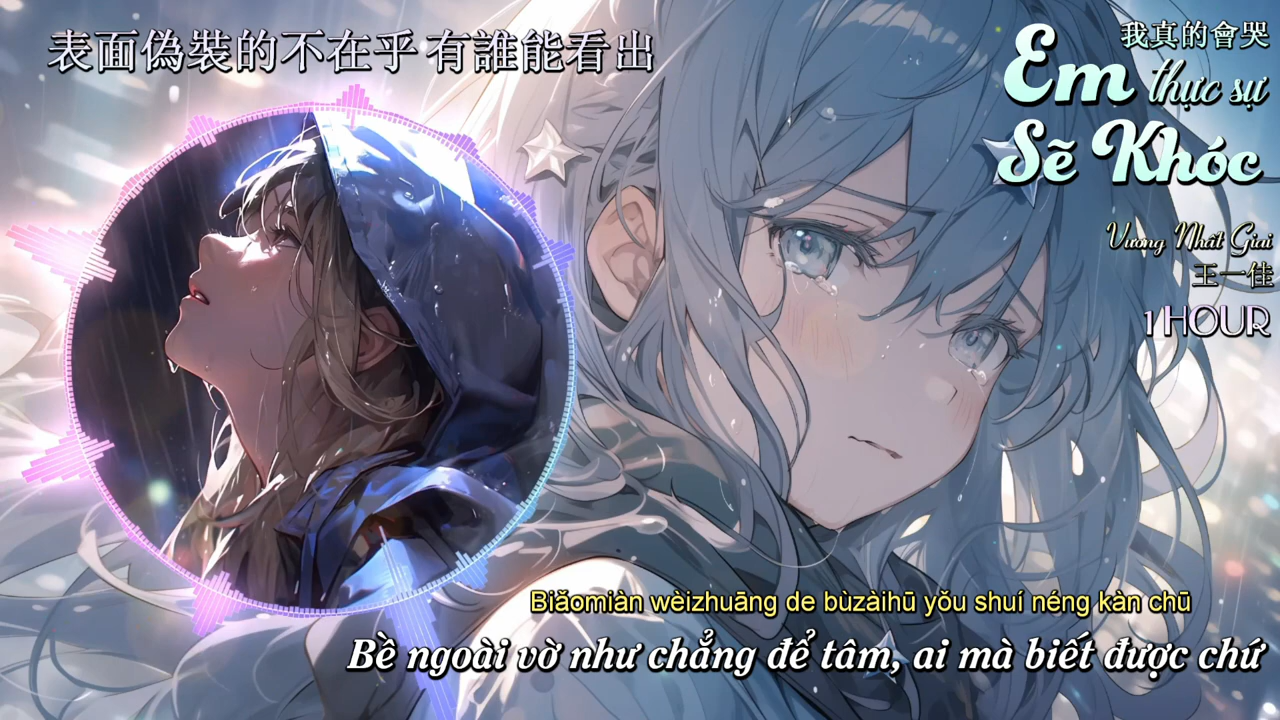 表面偽裝的不在乎 有誰能看出
我真的會哭
Em thực sự
Sẽ Khóc
Vương Nhất Giai
王一佳
1 HOUR
Biǎomiàn wèizhuāng de bùzàihū yǒu shuí néng kàn chū
Bề ngoài vờ như chẳng để tâm, ai mà biết được chứ